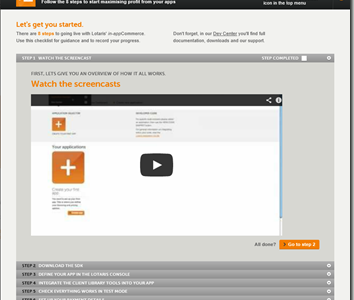 Follow the 8 steps to start maximising profit from your apps
icon in the top menu
Let's get you started.
There are 8 steps to going live with Lotaris' in-appCommerce.
Use this checklist for guidance and to record your progress.
Don't forget, in our Dev Center you'll find full
documentation, downloads and our support
STEP 1 WATCH THE SCREENCAST
STEP COMPLETED
FIRST, LETS GIVE YOU AN OVERVIEW OF HOW IT ALL WORKS.
Watch the screencasts
Your applications
Create your first
app.
All done?
Go to step 2
STEP 2 DOWNLOAD THE SDK
STEP 3 DEFINE YOUR APP IN THE LOTARIS CONSOLE
STEP 4 INTEGRATE THE CLIENT LIBRARY TOOLS INTO YOUR APP
STEP 5 CHECK EVERYTHING WORKS IN TEST MODE